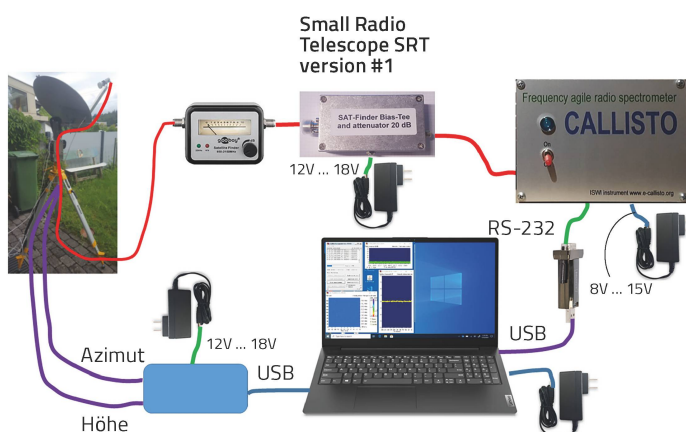 Small Radio
Telescope SRT
version #1
SAT-Finder Bias-Tee
and attenuator 20 dB
Frequency agile radio spectrometer
CALLISTO
On
ISWI instrument www.e-callisto.org
12V ... 18V
RS-232
8V ... 15V
USB
12V ... 18V
Azimut
USB
Höhe